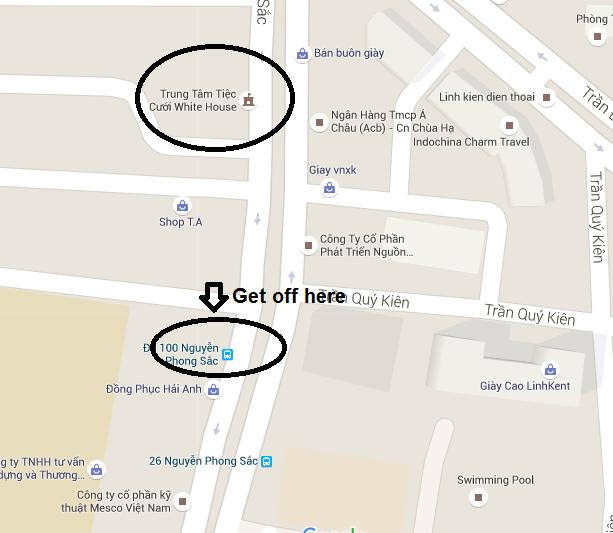 Sắc
Phòng T
Bán buôn giày
Trung Tâm Tiệc
Cưới White House
Linh kien dien thoai
Trần D
Ngân Hàng Tmcp Á
Châu (Acb) - Cn Chùa Hạ
Indochina Charm Travel
Giay vnxk
Trần Quý Kiên
Shop T.A
Công Ty Cổ Phần
Phát Triển Nguồn...
Get off here
Trần Quý Kiên
Trần Quý Kiên
100 Nguyễn
Phong Sắc
Giày Cao LinhKent
Đồng Phục Hải Anh
26 Nguyễn Phong Sắc
ng ty TNHH tư vấn
dựng và Thương...
Swimming Pool
Công ty cổ phần kỹ
thuật Mesco Việt Nam
Google